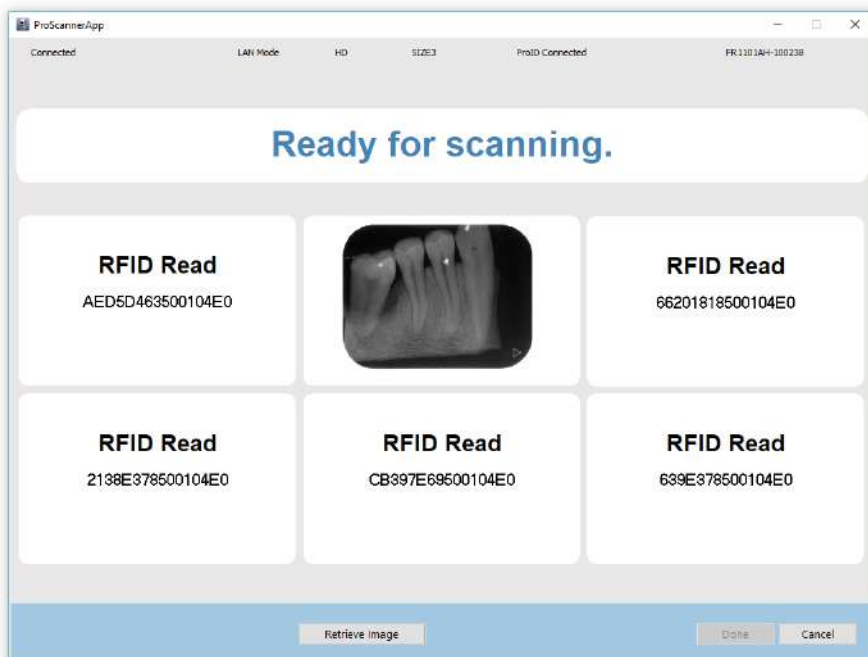 ProScannerApp
Connected LAN Mode HD SIZE3 ProID Connected FR1101AH-100238
Ready for scanning.
RFID Read
AED5D463500104E0
RFID Read
66201818500104E0
RFID Read
2138E378500104E0
RFID Read
CB397E69500104E0
RFID Read
639E378500104E0
Retrieve Image Done Cancel